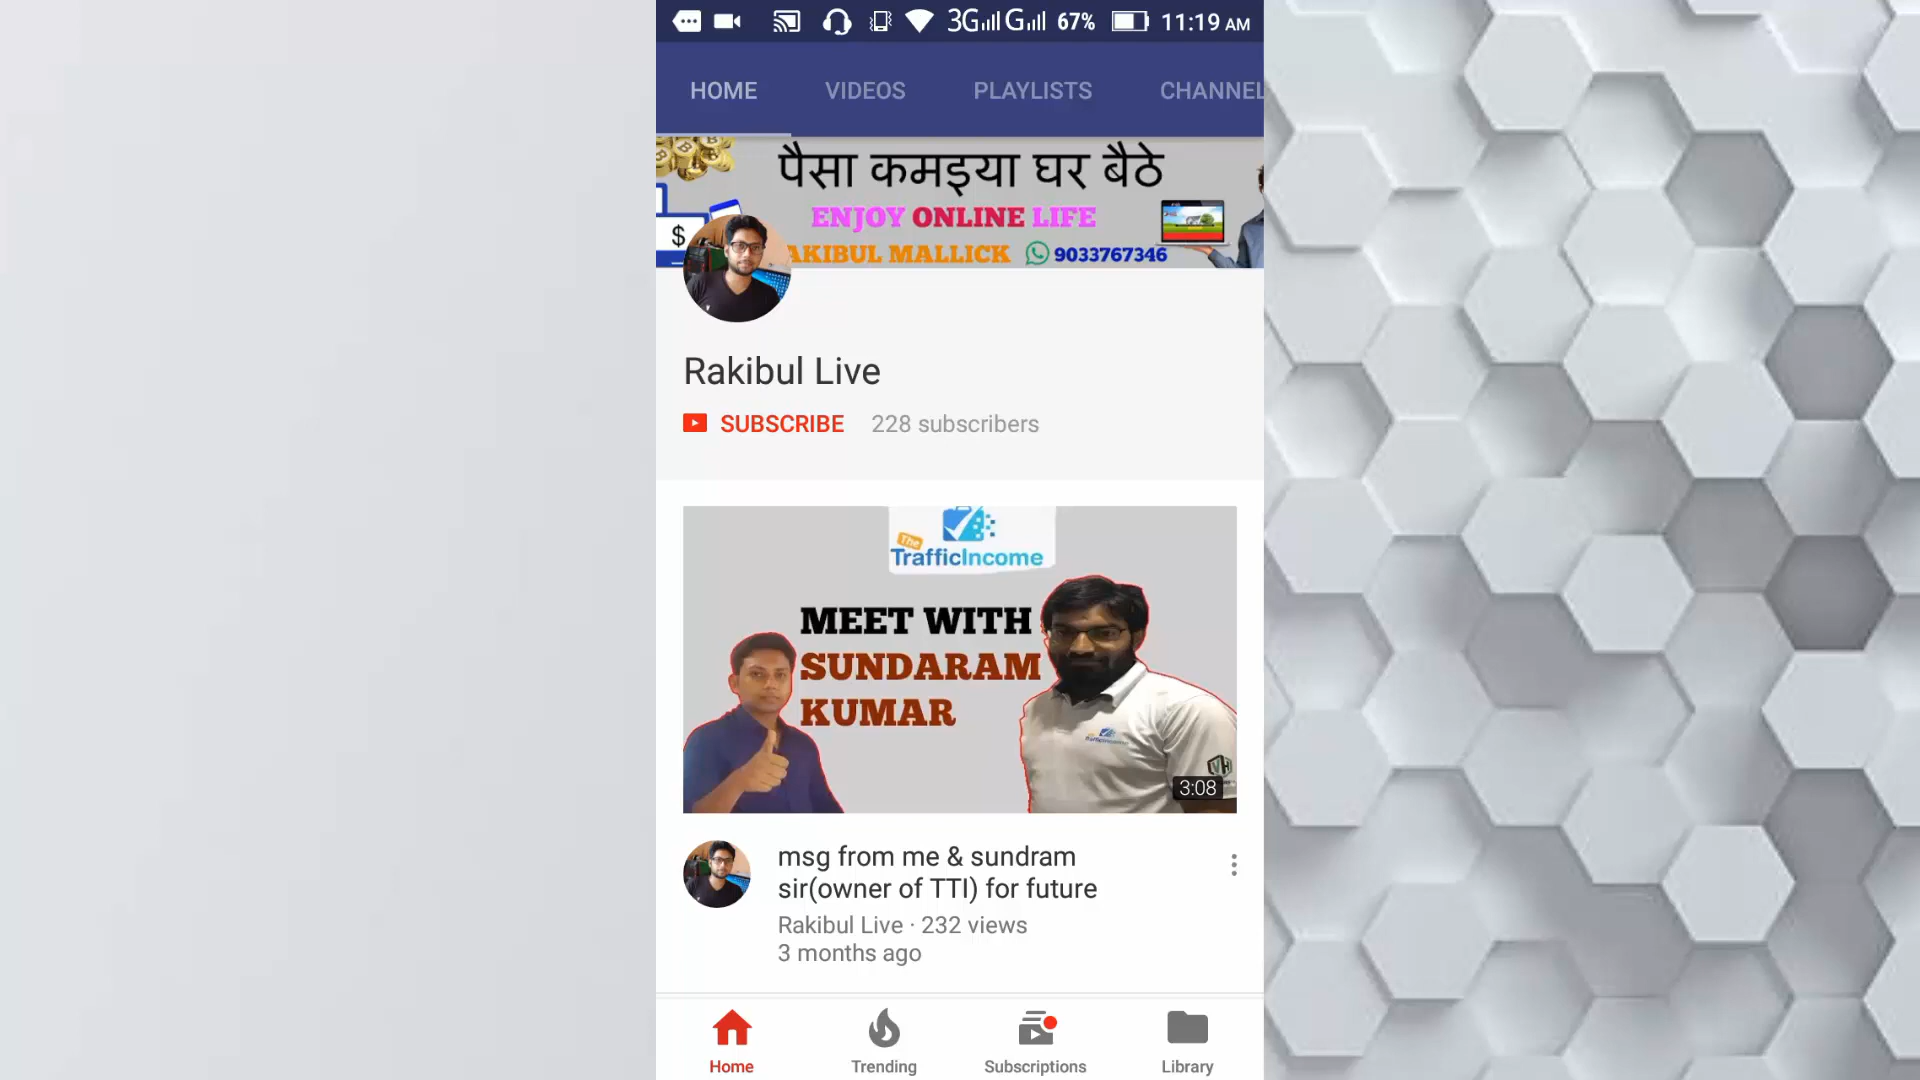 3G G 67% 11:19 AM
HOME VIDEOS PLAYLISTS CHANNEL
पैसा कमइया घर बैठे
ENJOY ONLINE LIFE
$
AKIBUL MALLICK 9033767346
Rakibul Live
SUBSCRIBE 228 subscribers
The
TrafficIncome
MEET WITH
SUNDARAM
KUMAR
3:08
msg from me & sundram
sir(owner of TTI) for future
Rakibul Live · 232 views
3 months ago
Home Trending Subscriptions Library